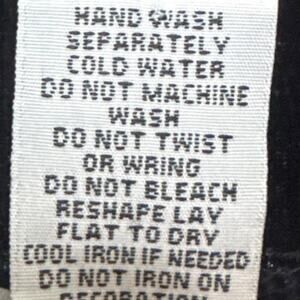 HAND WASH
SEPARATELY
COLD WATER
DO NOT MACHINE
WASH
DO NOT TWIST
OR WRING
DO NOT BLEACH
RESHAPE LAY
FLAT TO DRY
COOL IRON IF NEEDED
DO NOT IRON ON
DECORATION